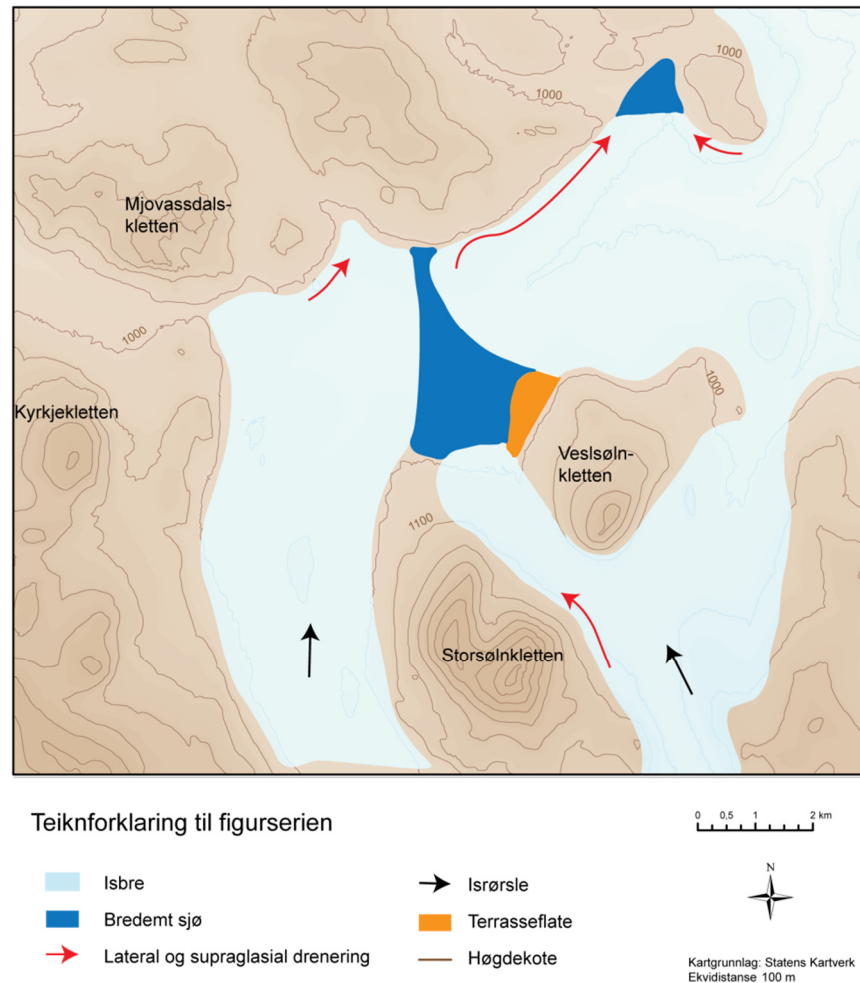 1000
1000
1000
Mjovassdals-
kletten
1000
1000
Kyrkjekletten
Veslsøln-
kletten
1100
Storsølnkletten
Teiknforklaring til figurserien
0 0,5 1 2 km
Isbre
Isrørsle
N
Bredemt sjø
Terrasseflate
Lateral og supraglasial drenering
Høgdekote
Kartgrunnlag: Statens Kartverk
Ekvidistanse 100 m